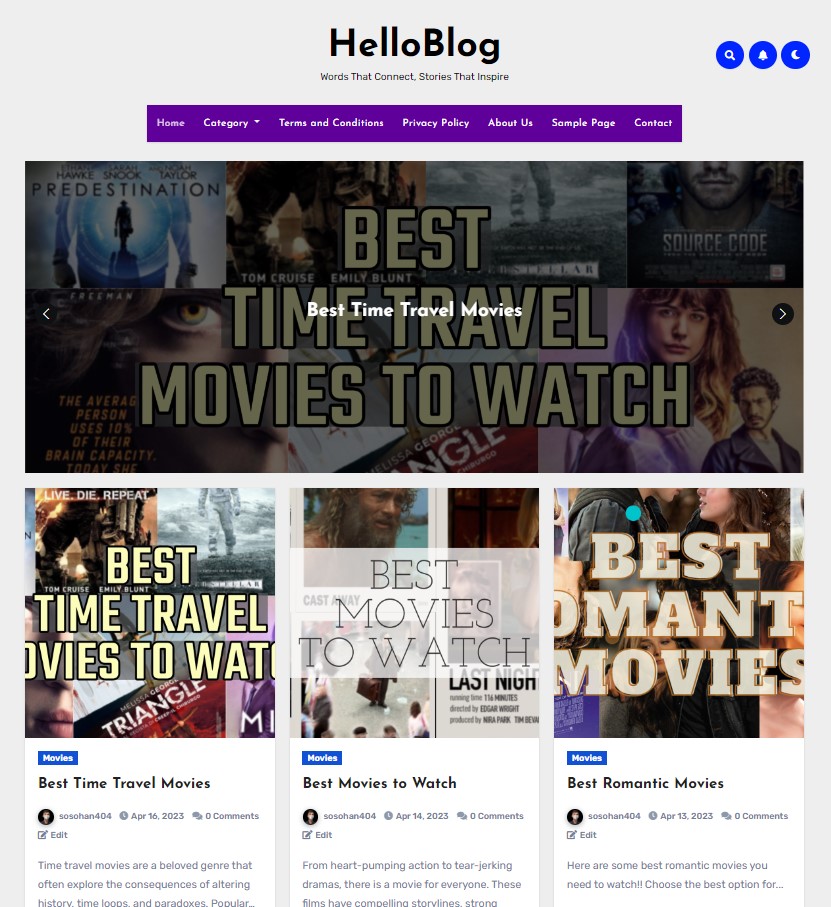 HelloBlog
Words That Connect, Stories That Inspire
Home Category Terms and Conditions Privacy Policy About Us Sample Page Contact
ETHAN SARAH NOAH
HAWKE SNOOK TAYLOR
PREDESTINATION
TOM CRUISE EMILY BLUNT
SOURCE CODE
FREEMAN
BEST
TIME TRAVEL
MOVIES TO WATCH
Best Time Travel Movies
THE AVERAGE
PERSON
USES 10%
OF THEIR
BRAIN CAPACITY.
TODAY SHE
MELISSA GEORGE
LIVE. DIE. REPEAT.
TOM CRUISE EMILY BLUNT
BEST
TIME TRAVEL
OVIES TO WAT
TRIANGLE
MI
CAST AWAY
BEST
MOVIES
TO WATCH
LAST NIGHT
running time 116 MINUTES
directed by EDGAR WRIGHT
produced by NIRA PARK TIM BEVA
BEST
OMANT
MOVIES
Movies
Best Time Travel Movies
sosohan404 Apr 16, 2023 0 Comments
Edit
Time travel movies are a beloved genre that
often explore the consequences of altering
history, time loops, and paradoxes. Popular…
Movies
Best Movies to Watch
sosohan404 Apr 14, 2023 0 Comments
Edit
From heart-pumping action to tear-jerking
dramas, there is a movie for everyone. These
films have compelling storylines, strong
Movies
Best Romantic Movies
sosohan404 Apr 13, 2023 0 Comments
Edit
Here are some best romantic movies you
need to watch!! Choose the best option for…